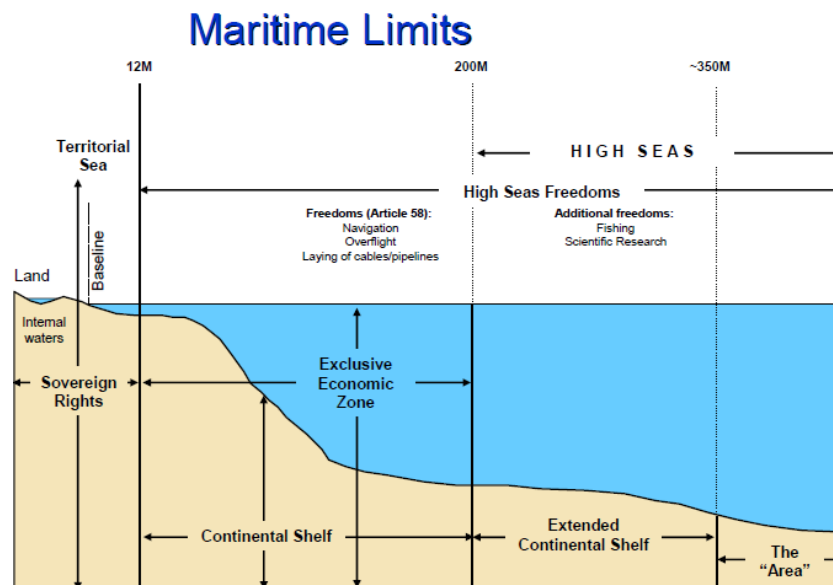 Maritime Limits
12M
200M
~350M
Territorial
Sea
HIGH SEAS
High Seas Freedoms
Freedoms (Article 58):
Navigation
Overflight
Laying of cables/pipelines
Additional freedoms:
Fishing
Scientific Research
Baseline
Land
Internal
waters
Sovereign
Rights
Exclusive
Economic
Zone
Continental Shelf
Extended
Continental Shelf
The
“Area”